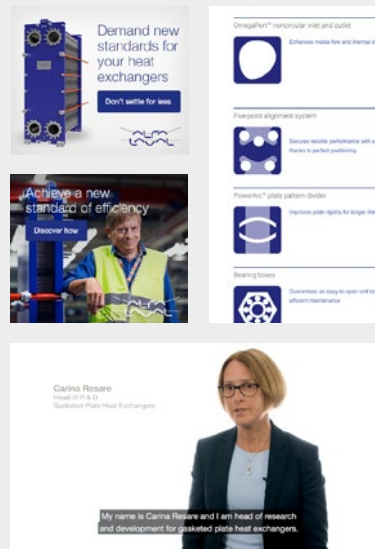 Demand new
standards for
your heat
exchangers
Don't settle for less
ALFA
LAVAL
Achieve a new
standard of efficiency
Discover how
OmegaPort™ noncircular inlet and outlet
Enhances media flow and thermal
Five-point alignment system
Secures reliable performance with
thanks to perfect positioning
PowerArc™ plate pattern divider
Improves plate rigidity for longer
Bearing boxes
Guarantees an easy-to-open unit for
efficient maintenance
Carina Resare
Head of R & D
Gasketed Plate Heat Exchangers
My name is Carina Resare and I am head of research
and development for gasketed plate heat exchangers.